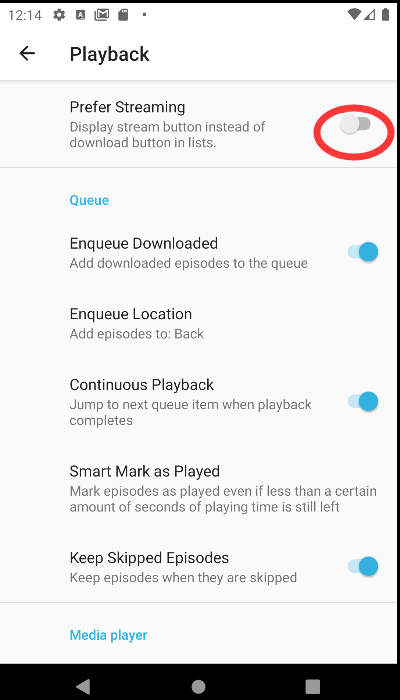 12:14
Playback
Prefer Streaming
Display stream button instead of
download button in lists.
Queue
Enqueue Downloaded
Add downloaded episodes to the queue
Enqueue Location
Add episodes to: Back
Continuous Playback
Jump to next queue item when playback
completes
Smart Mark as Played
Mark episodes as played even if less than a certain
amount of seconds of playing time is still left
Keep Skipped Episodes
Keep episodes when they are skipped
Media player